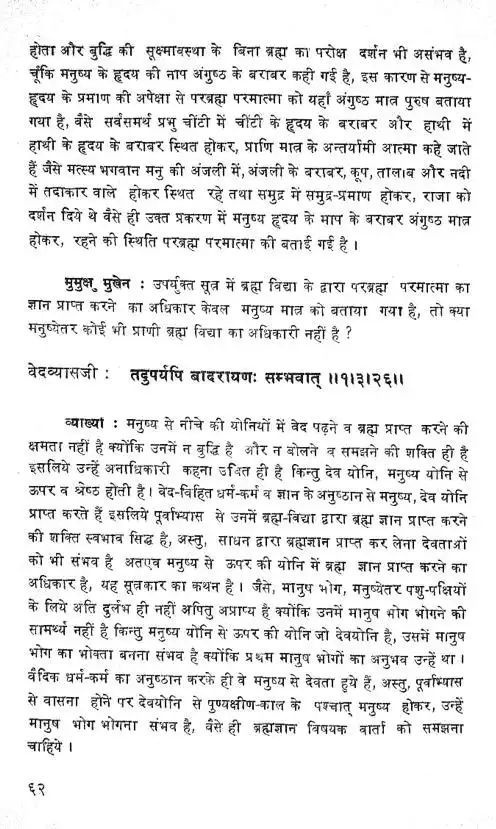 होता और बुद्धि की सूक्ष्मावस्था के बिना ब्रह्म का परोक्ष दर्शन भी असंभव है,
चूँकि मनुष्य के हृदय की नाप अंगुष्ठ के बराबर कही गई है, इस कारण से मनुष्य-
हृदय के प्रमाण की अपेक्षा से परब्रह्म परमात्मा को यहाँ अंगुष्ठ मात्र पुरुष बताया
गया है, वैसे सर्वसमर्थ प्रभु चींटी में चींटी के हृदय के बराबर और हाथी में
हाथी के हृदय के बराबर स्थित होकर, प्राणि मात्र के अन्तर्यामी आत्मा कहे जाते
हैं जैसे मत्स्य भगवान मनु की अंजली में, अंजली के बराबर, कूप, तालाब और नदी
में तदाकार वाले होकर स्थित रहे तथा समुद्र में समुद्र-प्रमाण होकर, राजा को
दर्शन दिये थे वैसे ही उक्त प्रकरण में मनुष्य हृदय के माप के बराबर अंगुष्ठ मात्र
होकर, रहने की स्थिति परब्रह्म परमात्मा की बताई गई है ।
मुमुक्षु मुखेन : उपर्युक्त सूत्र में ब्रह्म विद्या के द्वारा परब्रह्म परमात्मा का
ज्ञान प्राप्त करने का अधिकार केवल मनुष्य मात्र को बताया गया है, तो क्या
मनुष्येतर कोई भी प्राणी ब्रह्म विद्या का अधिकारी नहीं है ?
वेदव्यासजी : तदुपर्यपि बादरायणः सम्भवात् ।।१।३।२६।।
व्याख्या : मनुष्य से नीचे की योनियों में वेद पढ़ने व ब्रह्म प्राप्त करने की
क्षमता नहीं है क्योंकि उनमें न बुद्धि है और न बोलने व समझने की शक्ति ही है
इसलिये उन्हें अनाधिकारी कहना उचित ही है किन्तु देव योनि, मनुष्य योनि से
ऊपर व श्रेष्ठ होती है । वेद-विहित धर्म-कर्म व ज्ञान के अनुष्ठान से मनुष्य, देव योनि
प्राप्त करते हैं इसलिये पूर्वाभ्यास से उनमें ब्रह्म-विद्या द्वारा ब्रह्म ज्ञान प्राप्त करने
की शक्ति स्वभाव सिद्ध है, अस्तु, साधन द्वारा ब्रह्मज्ञान प्राप्त कर लेना देवताओं
को भी संभव है अतएव मनुष्य से ऊपर की योनि में ब्रह्म ज्ञान प्राप्त करने का
अधिकार है, यह सूत्रकार का कथन है । जैसे, मानुष भोग, मनुष्येतर पशु-पक्षियों
के लिये अति दुर्लभ ही नहीं अपितु अप्राप्य है क्योंकि उनमें मानुष भोग भोगने की
सामर्थ्य नहीं है किन्तु मनुष्य योनि से ऊपर की योनि जो देवयोनि है, उसमें मानुष
भोग का भोक्ता बनना संभव है क्योंकि प्रथम मानुष भोगों का अनुभव उन्हें था ।
वैदिक धर्म-कर्म का अनुष्ठान करके ही वे मनुष्य से देवता हुये हैं, अस्तु, पूर्वाभ्यास
से वासना होने पर देवयोनि से पुण्यक्षीण-काल के पश्चात् मनुष्य होकर, उन्हें
मानुष भोग भोगना संभव है, वैसे ही ब्रह्मज्ञान विषयक वार्ता को समझना
चाहिये ।
६२